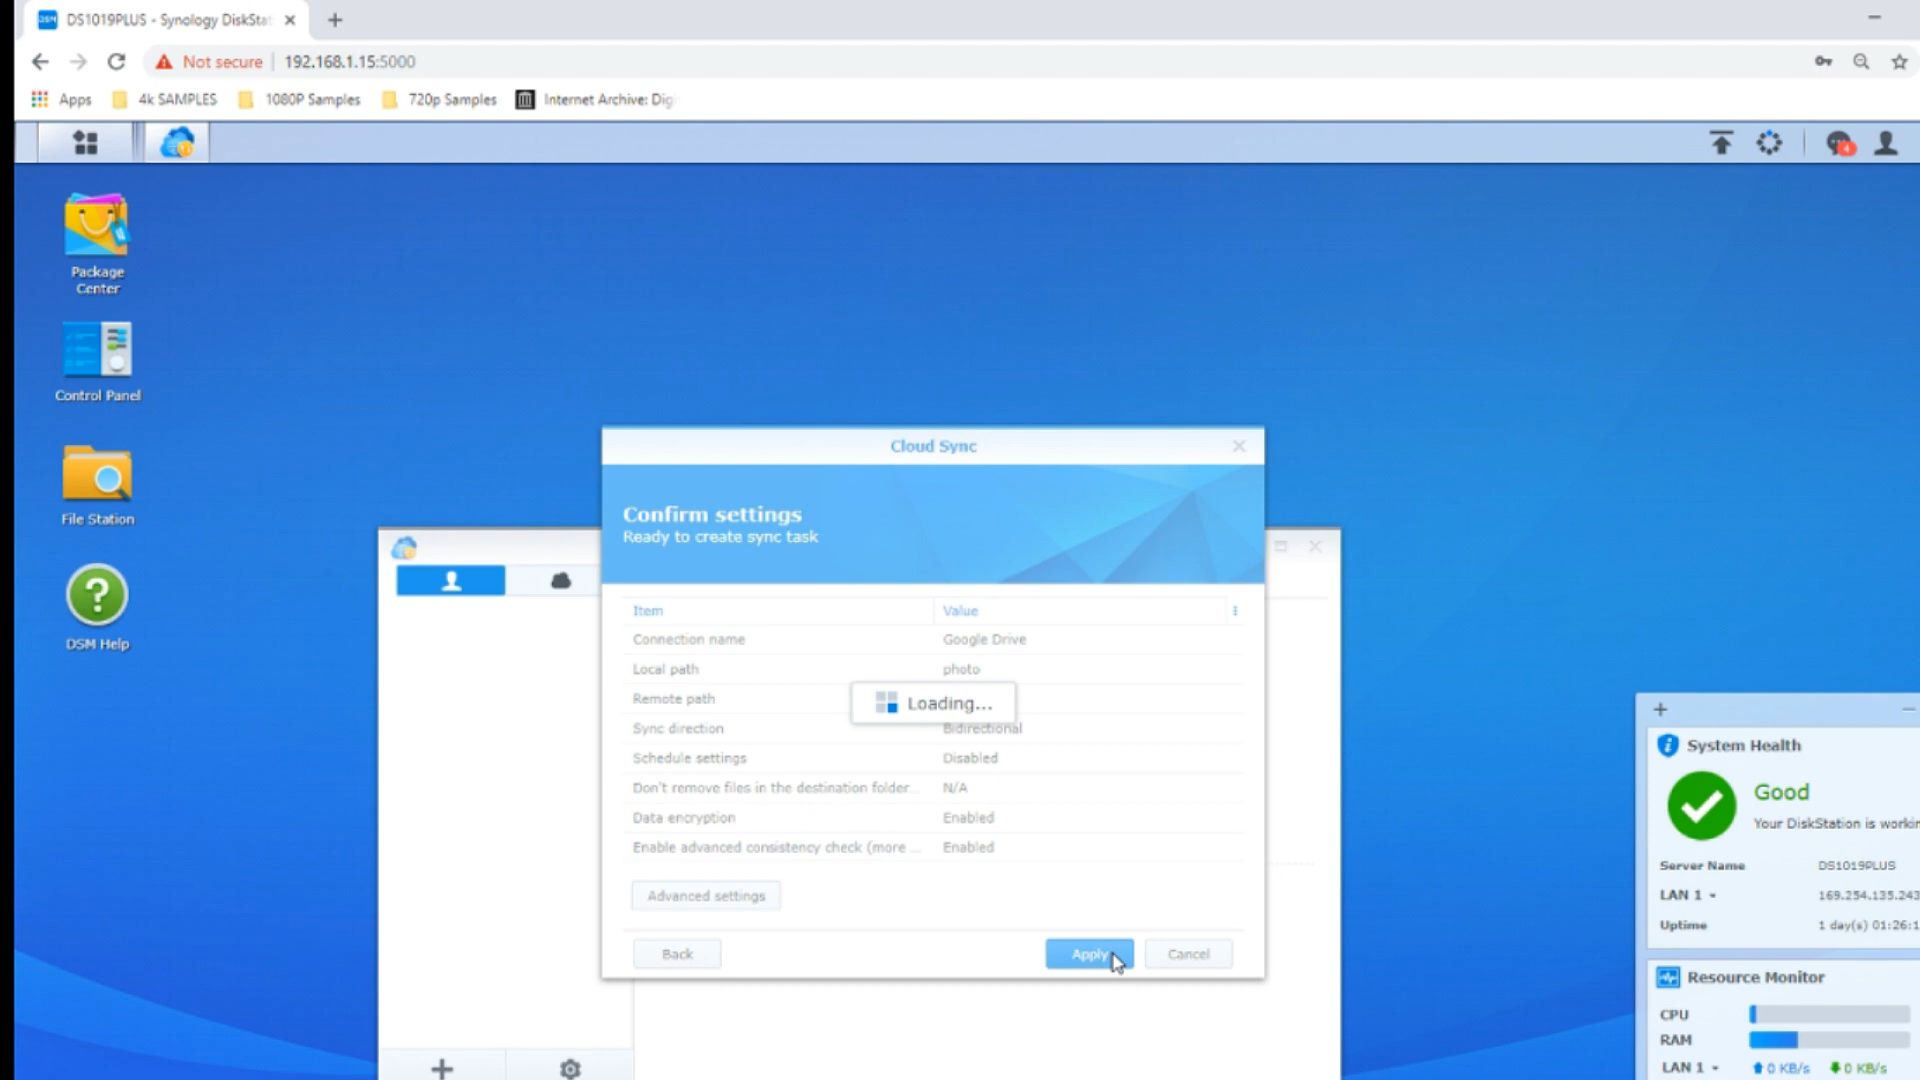 DS1019PLUS - Synology DiskStat
Not secure
192.168.1.15:5000
Apps
4k SAMPLES
1080P Samples
720p Samples
Internet Archive: Digi
4
Package
Center
Control Panel
File Station
DSM Help
Cloud Sync
Confirm settings
Ready to create sync task
Item Value
Connection name Google Drive
Local path photo
Remote path
Loading...
Sync direction Bidirectional
Schedule settings Disabled
Don't remove files in the destination folder... N/A
Data encryption Enabled
Enable advanced consistency check (more ... Enabled
Advanced settings
Back
Apply
Cancel
System Health
Good
Your DiskStation is workin
Server Name DS1019PLUS
LAN 1 169.254.135.243
Uptime 1 day(s) 01:26:1
Resource Monitor
CPU
RAM
LAN 1 0 KB/s 0 KB/s